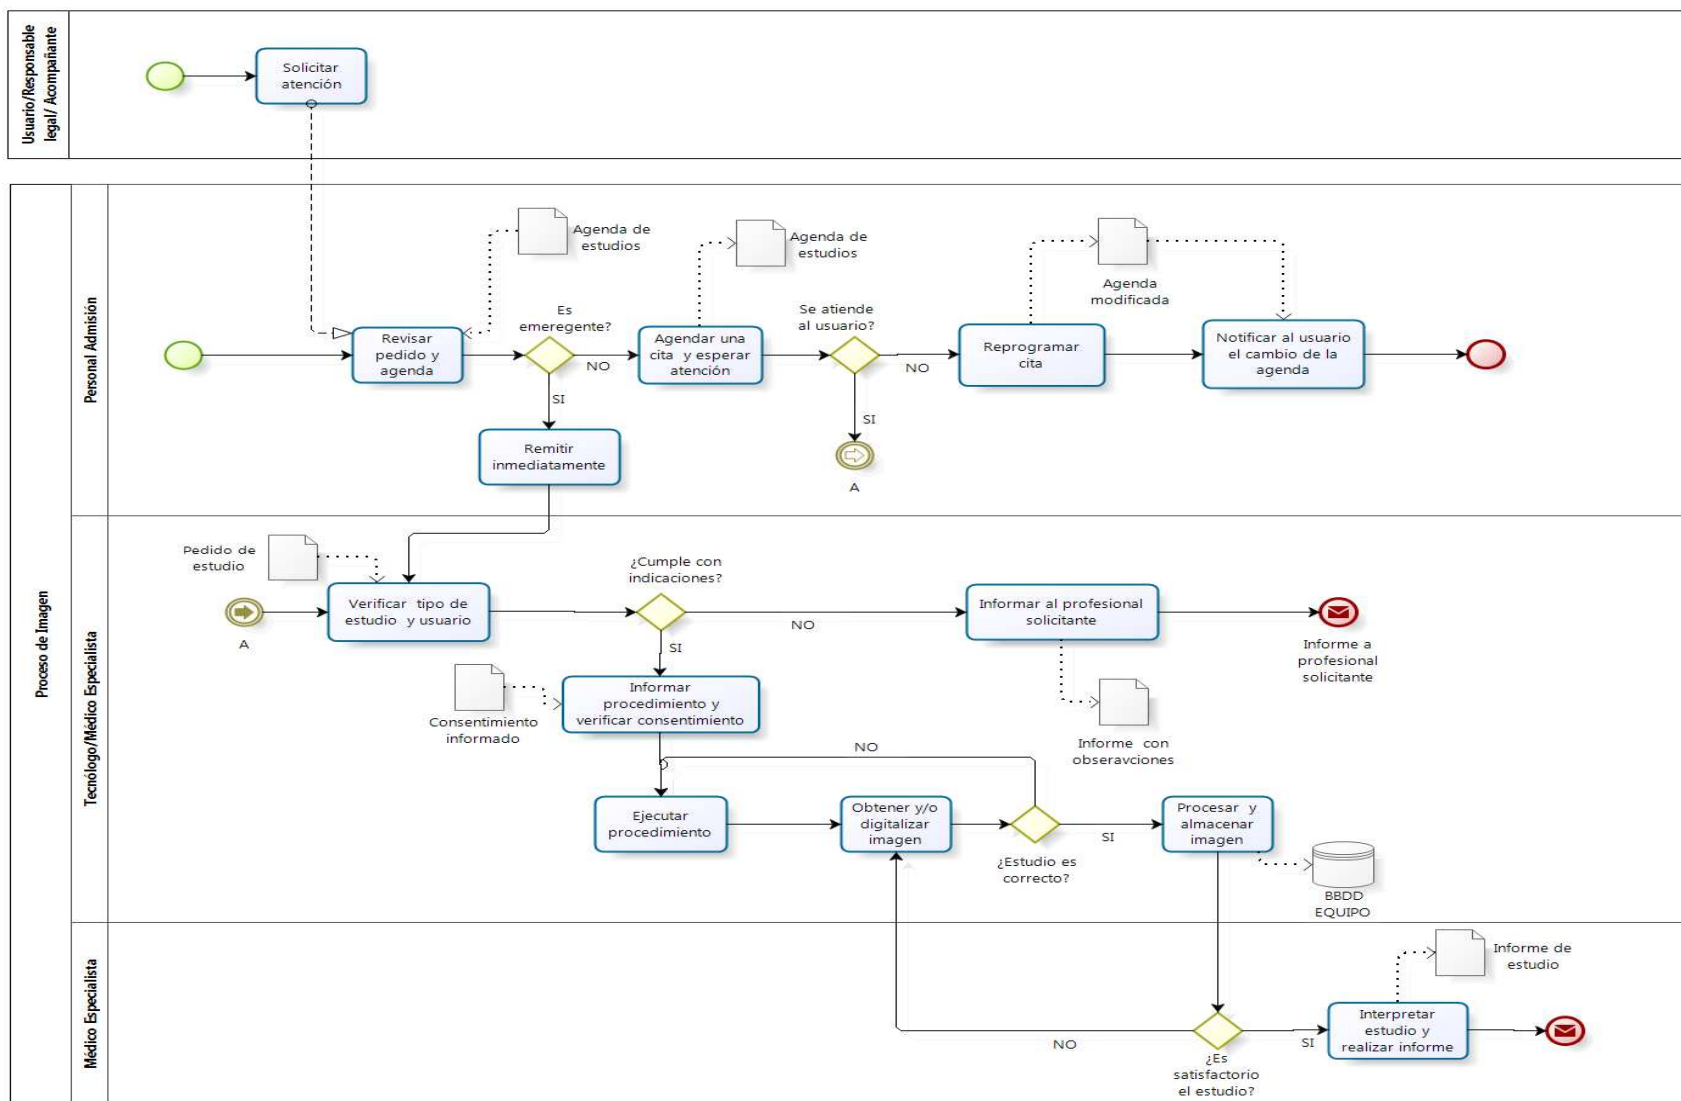 Usuario/Responsable
legal/ Acompañante
Solicitar
atención
Proceso de Imagen
Personal Admisión
Agenda de
estudios
Agenda de
estudios
Agenda
modificada
Es
emeregente?
Se atiende
al usuario?
Revisar
pedido y
agenda
NO
Agendar una
cita y esperar
atención
NO
Reprogramar
cita
Notificar al usuario
el cambio de la
agenda
SI
SI
Remitir
inmediatamente
A
Tecnólogo/Médico Especialista
Pedido de
estudio
¿Cumple con
indicaciones?
A
Verificar tipo de
estudio y usuario
NO
Informar al profesional
solicitante
Informe a
profesional
solicitante
SI
Consentimiento
informado
Informar
procedimiento y
verificar consentimiento
Informe con
obseravciones
NO
Ejecutar
procedimiento
Obtener y/o
digitalizar
imagen
¿Estudio es
correcto?
SI
Procesar y
almacenar
imagen
BBDD
EQUIPO
Médico Especialista
Informe de
estudio
NO
¿Es
satisfactorio
el estudio?
SI
Interpretar
estudio y
realizar informe